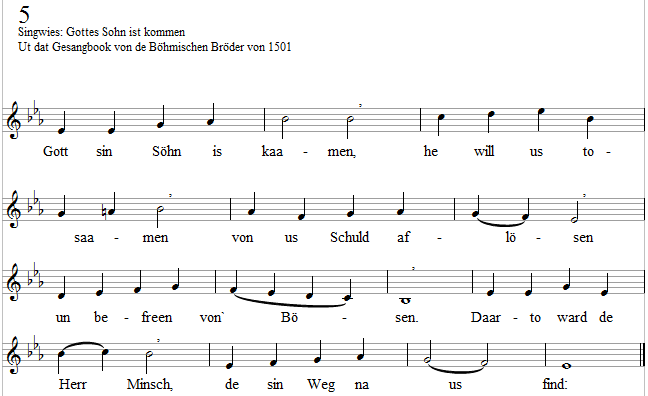 5
Singwies: Gottes Sohn ist kommen
Ut dat Gesangbook von de Böhmischen Bröder von 1501
Gott sin Söhn is kaa - men, he will us to -
saa - men von us Schuld af - lö - sen
un be - freen von` Bö - sen. Daar - to ward de
Herr Minsch, de sin Weg na us find: